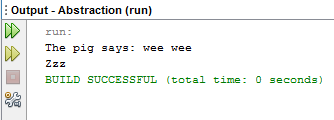 Output - Abstraction (run)
run:
The pig says: wee wee
Zzz
BUILD SUCCESSFUL (total time: 0 seconds)